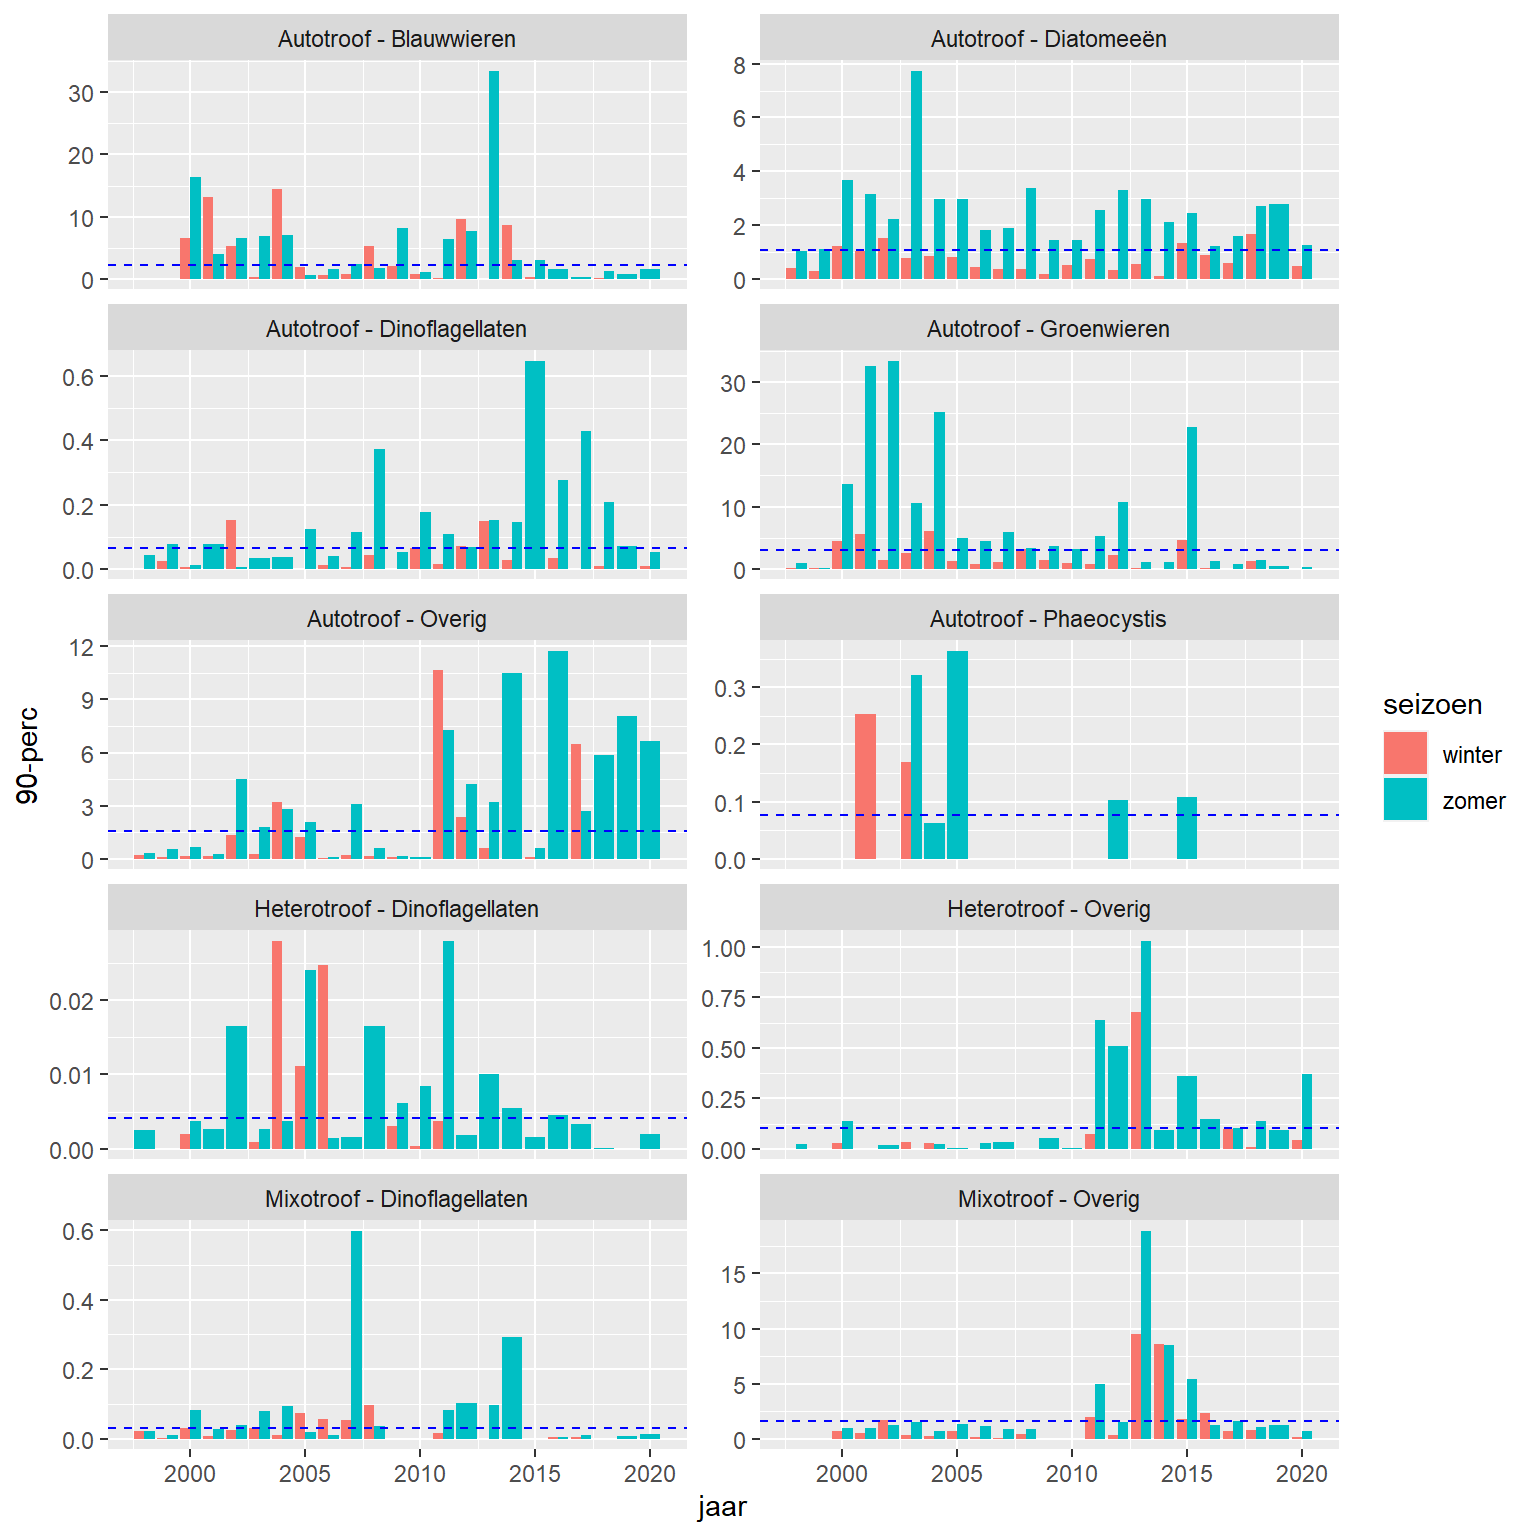 Autotroof - Blauwwieren
Autotroof - Diatomeeën
30
20
10
0
8
6
4
2
0
Autotroof - Dinoflagellaten
Autotroof - Groenwieren
0.6
0.4
0.2
0.0
30
20
10
0
Autotroof - Overig
Autotroof - Phaeocystis
12
9
6
3
0
0.3
0.2
0.1
0.0
90-perc
seizoen
winter
zomer
Heterotroof - Dinoflagellaten
Heterotroof - Overig
0.02
0.01
0.00
1.00
0.75
0.50
0.25
0.00
Mixotroof - Dinoflagellaten
Mixotroof - Overig
0.6
0.4
0.2
0.0
15
10
5
0
2000 2005 2010 2015 2020
2000 2005 2010 2015 2020
jaar